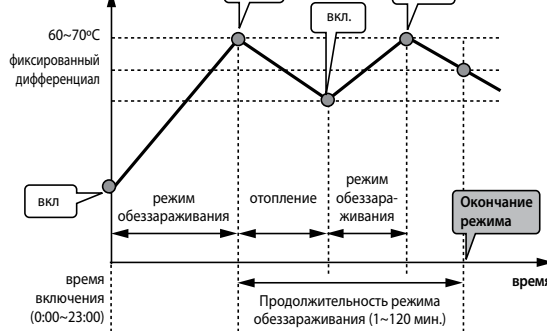 вкл.
60~70ºC
фиксированный
дифференциал
вкл
режим
обеззараживания
отопление
режим
обеззара-
живания
Окончание
режима
время
включения
(0:00~23:00)
время
Продолжительность режима
обеззараживания (1~120 мин.)